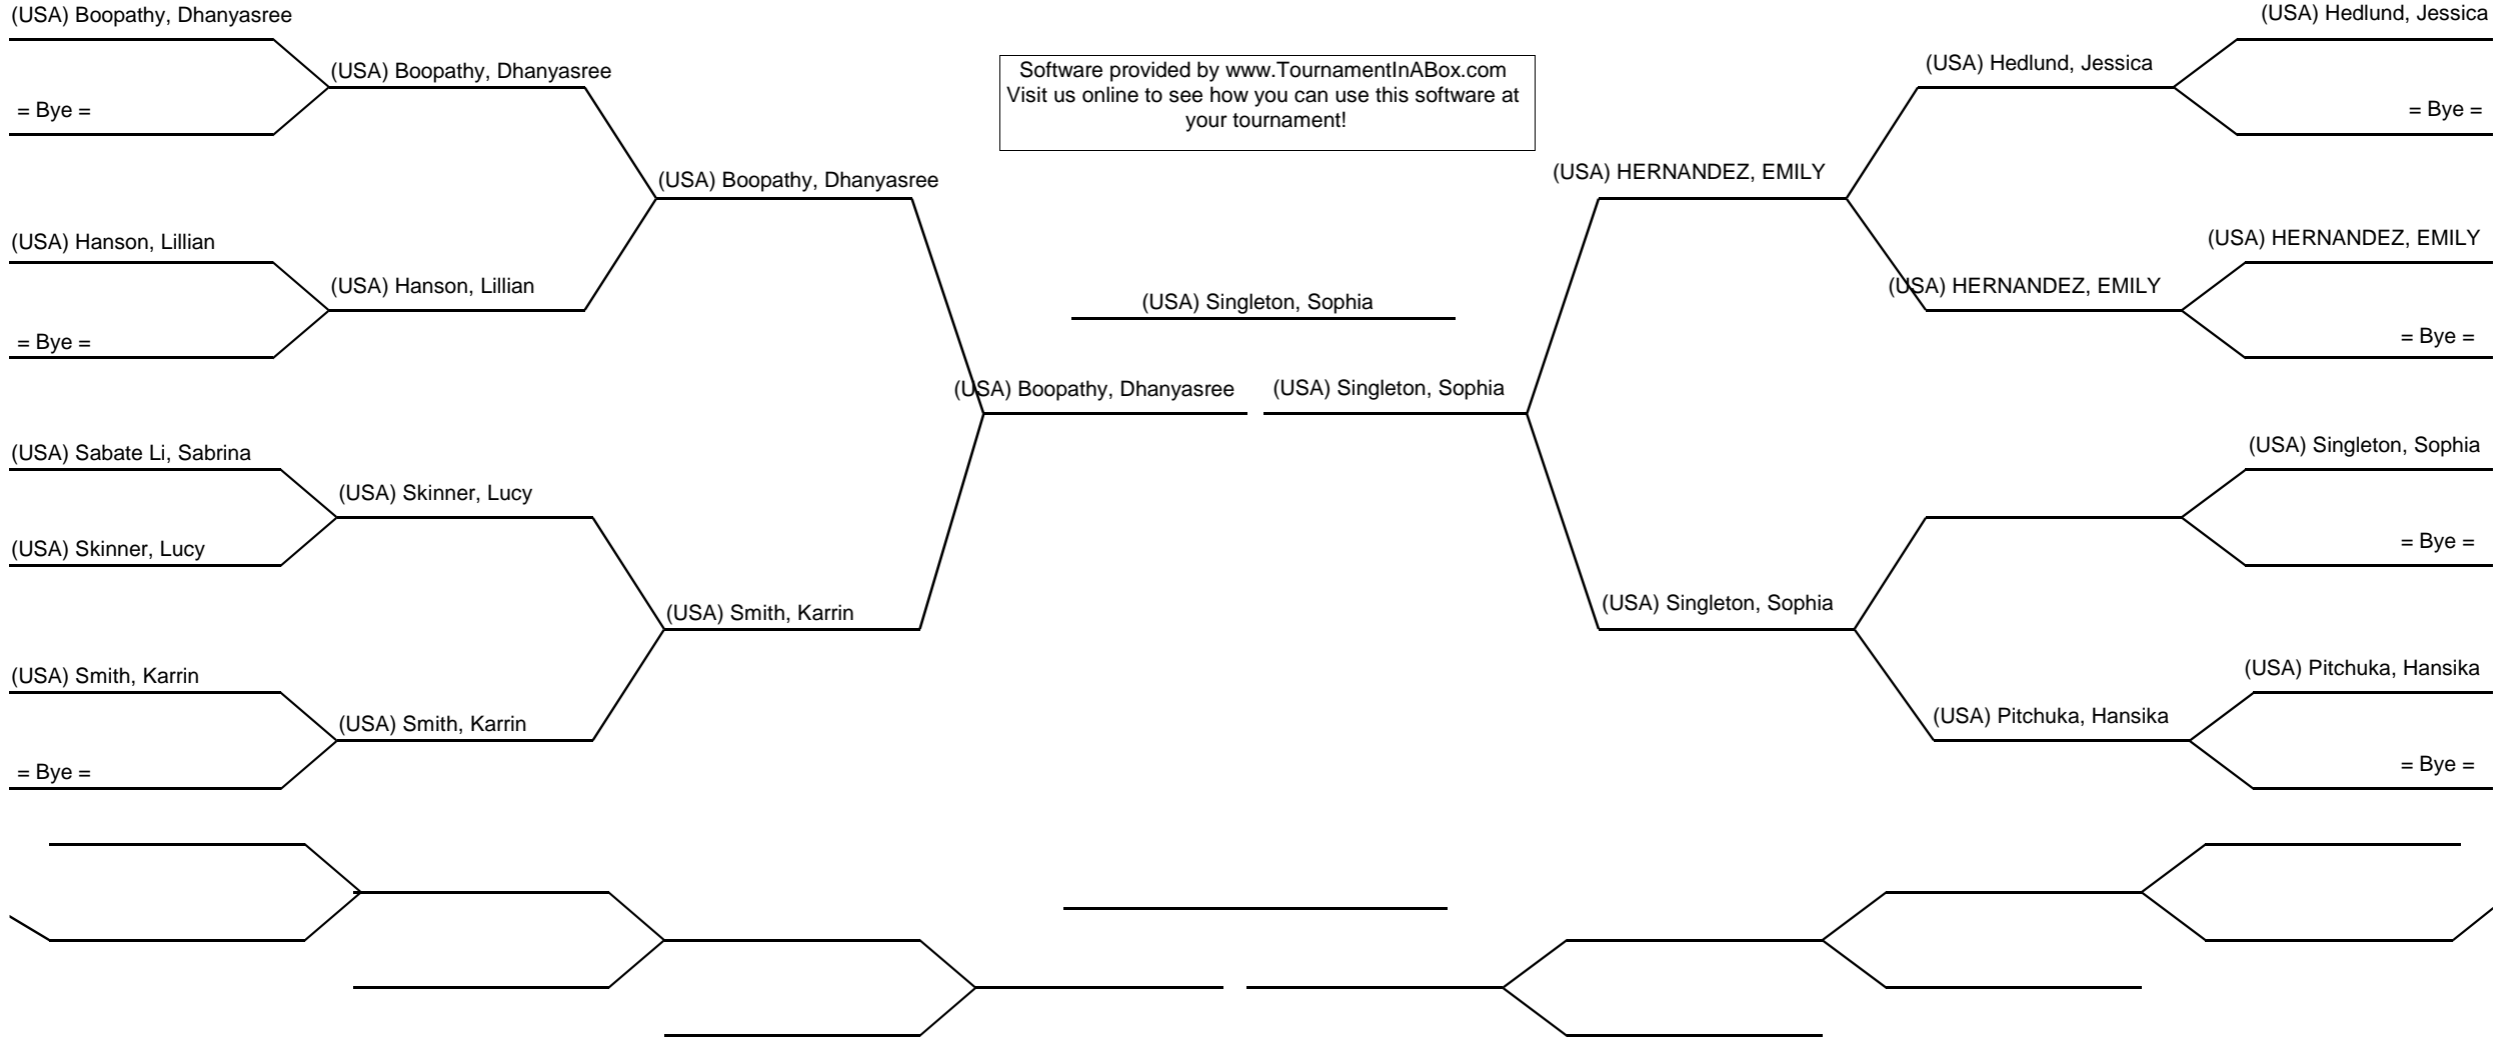 (USA) Boopathy, Dhanyasree
= Bye =
(USA) Hanson, Lillian
= Bye =
(USA) Sabate Li, Sabrina
(USA) Skinner, Lucy
(USA) Smith, Karrin
= Bye =
(USA) Boopathy, Dhanyasree
(USA) Hanson, Lillian
(USA) Skinner, Lucy
(USA) Smith, Karrin
(USA) Boopathy, Dhanyasree
(USA) Smith, Karrin
(USA) Boopathy, Dhanyasree
Software provided by www.TournamentInABox.com
Visit us online to see how you can use this software at
your tournament!
(USA) Singleton, Sophia
(USA) Singleton, Sophia
(USA) HERNANDEZ, EMILY
(USA) Singleton, Sophia
(USA) Hedlund, Jessica
(USA) HERNANDEZ, EMILY
(USA) Pitchuka, Hansika
(USA) Hedlund, Jessica
= Bye =
(USA) HERNANDEZ, EMILY
= Bye =
(USA) Singleton, Sophia
= Bye =
(USA) Pitchuka, Hansika
= Bye =